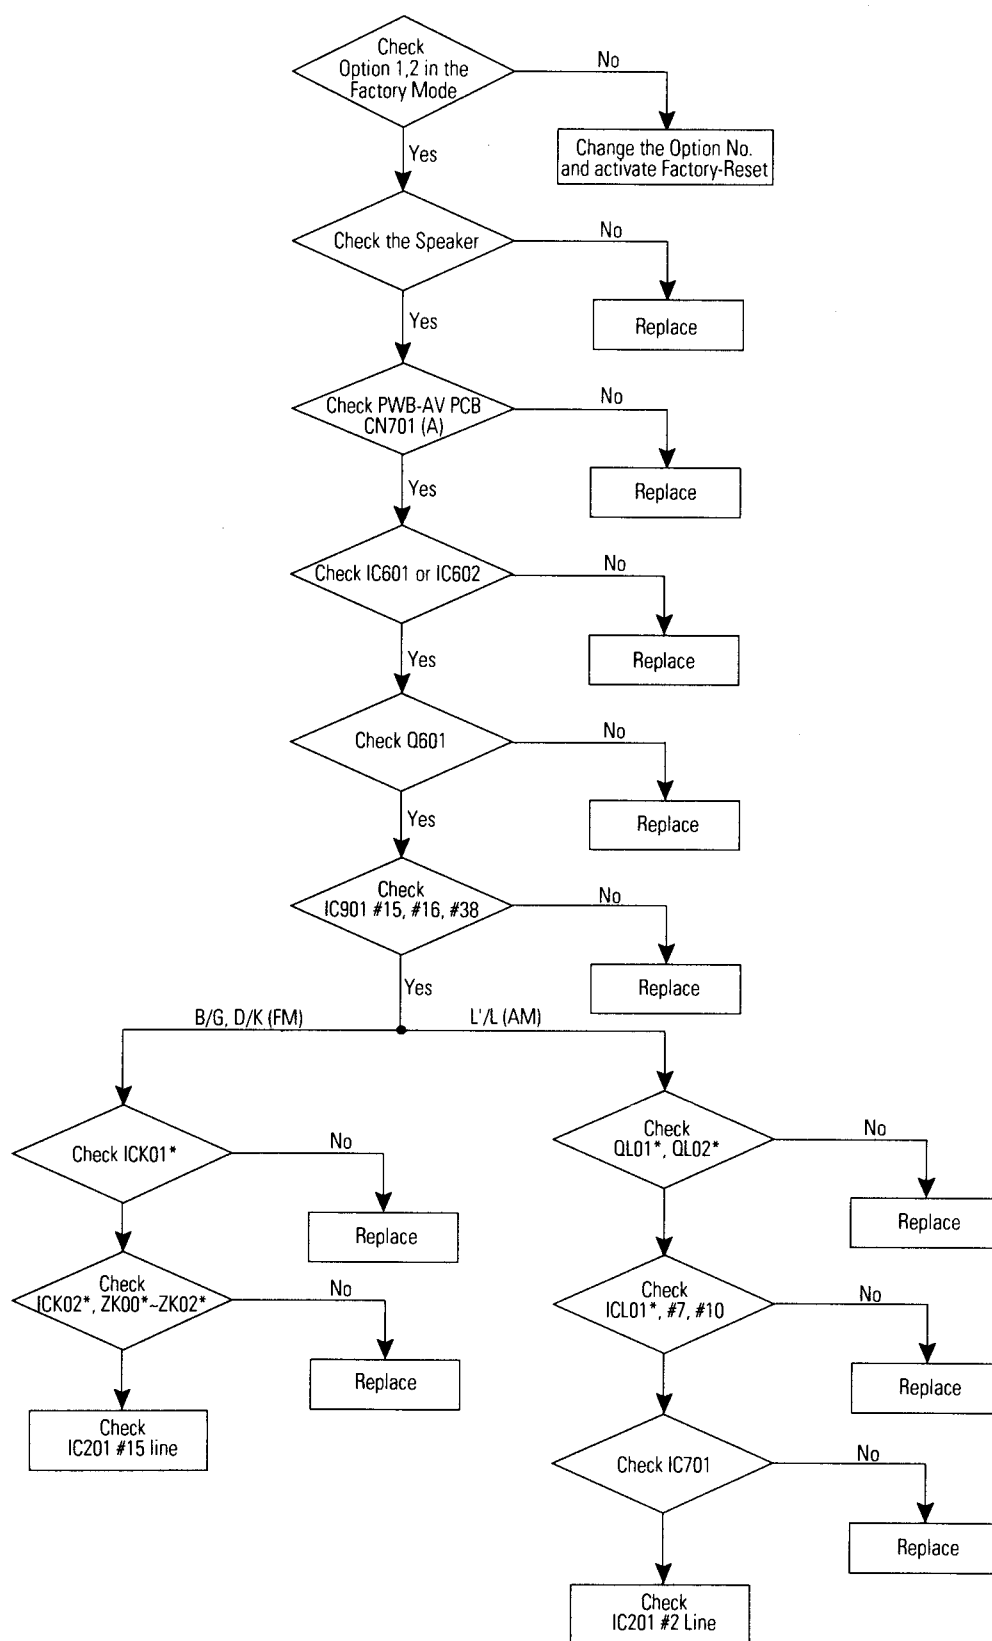 Check
Option 1,2 in the
Factory Mode
No
Change the Option No.
and activate Factory-Reset
Yes
Check the Speaker
No
Replace
Yes
Check PWB-AV PCB
CN701 (A)
No
Replace
Yes
Check IC601 or IC602
No
Replace
Yes
Check Q601
No
Replace
Yes
Check
IC901 #15, #16, #38
No
Replace
Yes
B/G, D/K (FM)
L'/L (AM)
Check ICK01*
No
Replace
Check
ICK02*, ZK00*~ZK02*
No
Replace
Check
IC201 #15 line
Check
QL01*, QL02*
No
Replace
Check
ICL01*, #7, #10
No
Replace
Check IC701
No
Replace
Check
IC201 #2 Line